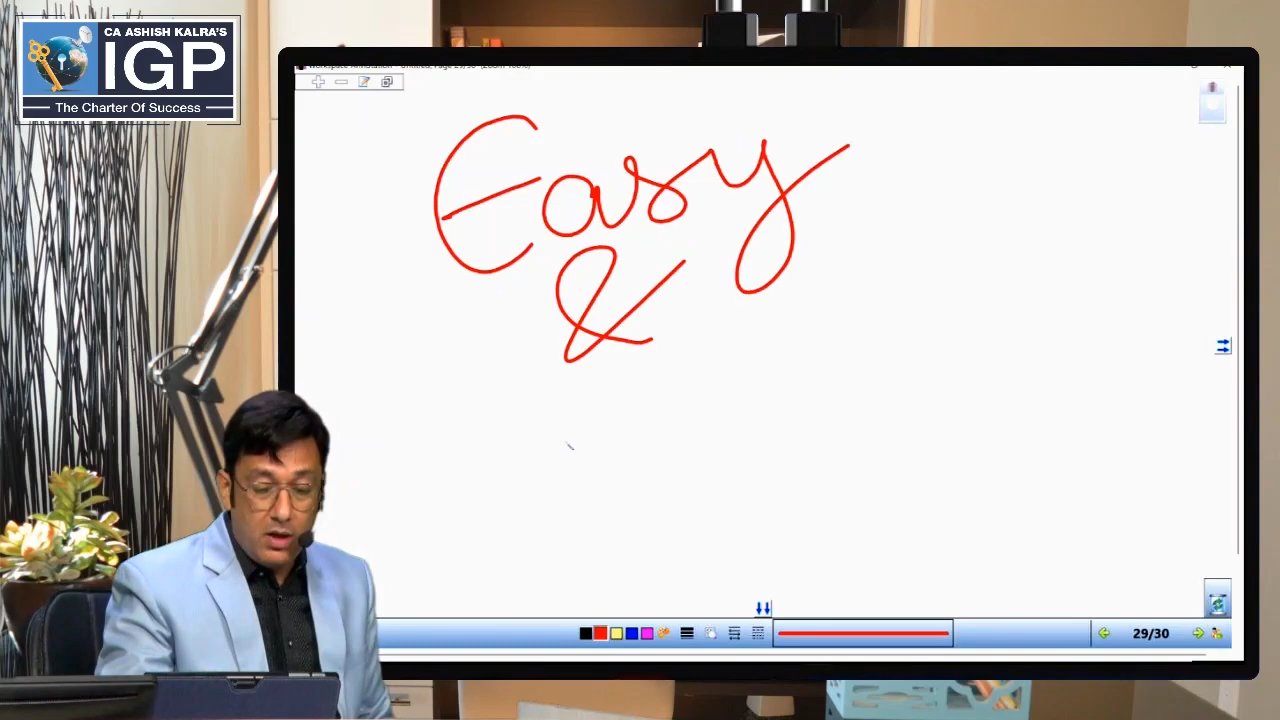 CA ASHISH KALRA'S
IGP
The Charter Of Success
Easy
&
29/30